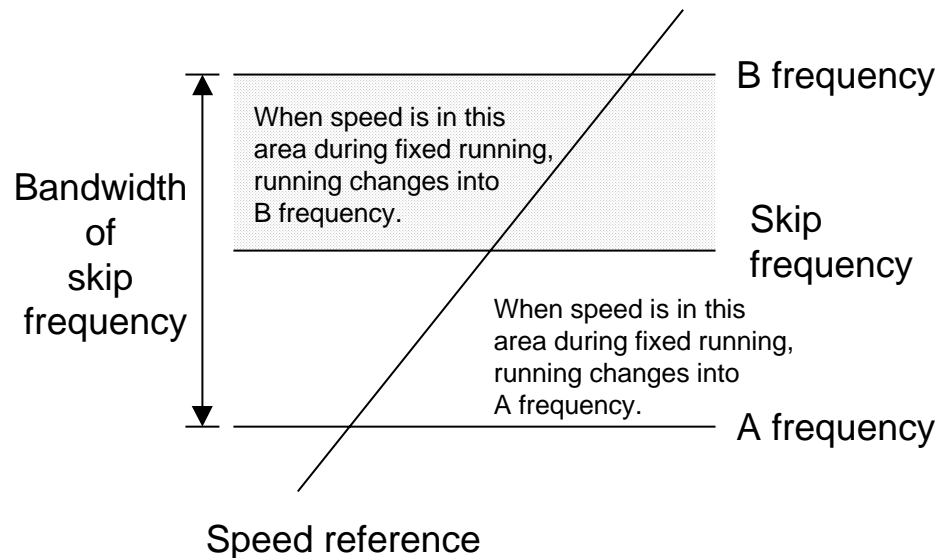 B frequency
When speed is in this
area during fixed running,
running changes into
B frequency.
Bandwidth
of
skip
frequency
Skip
frequency
When speed is in this
area during fixed running,
running changes into
A frequency.
A frequency
Speed reference